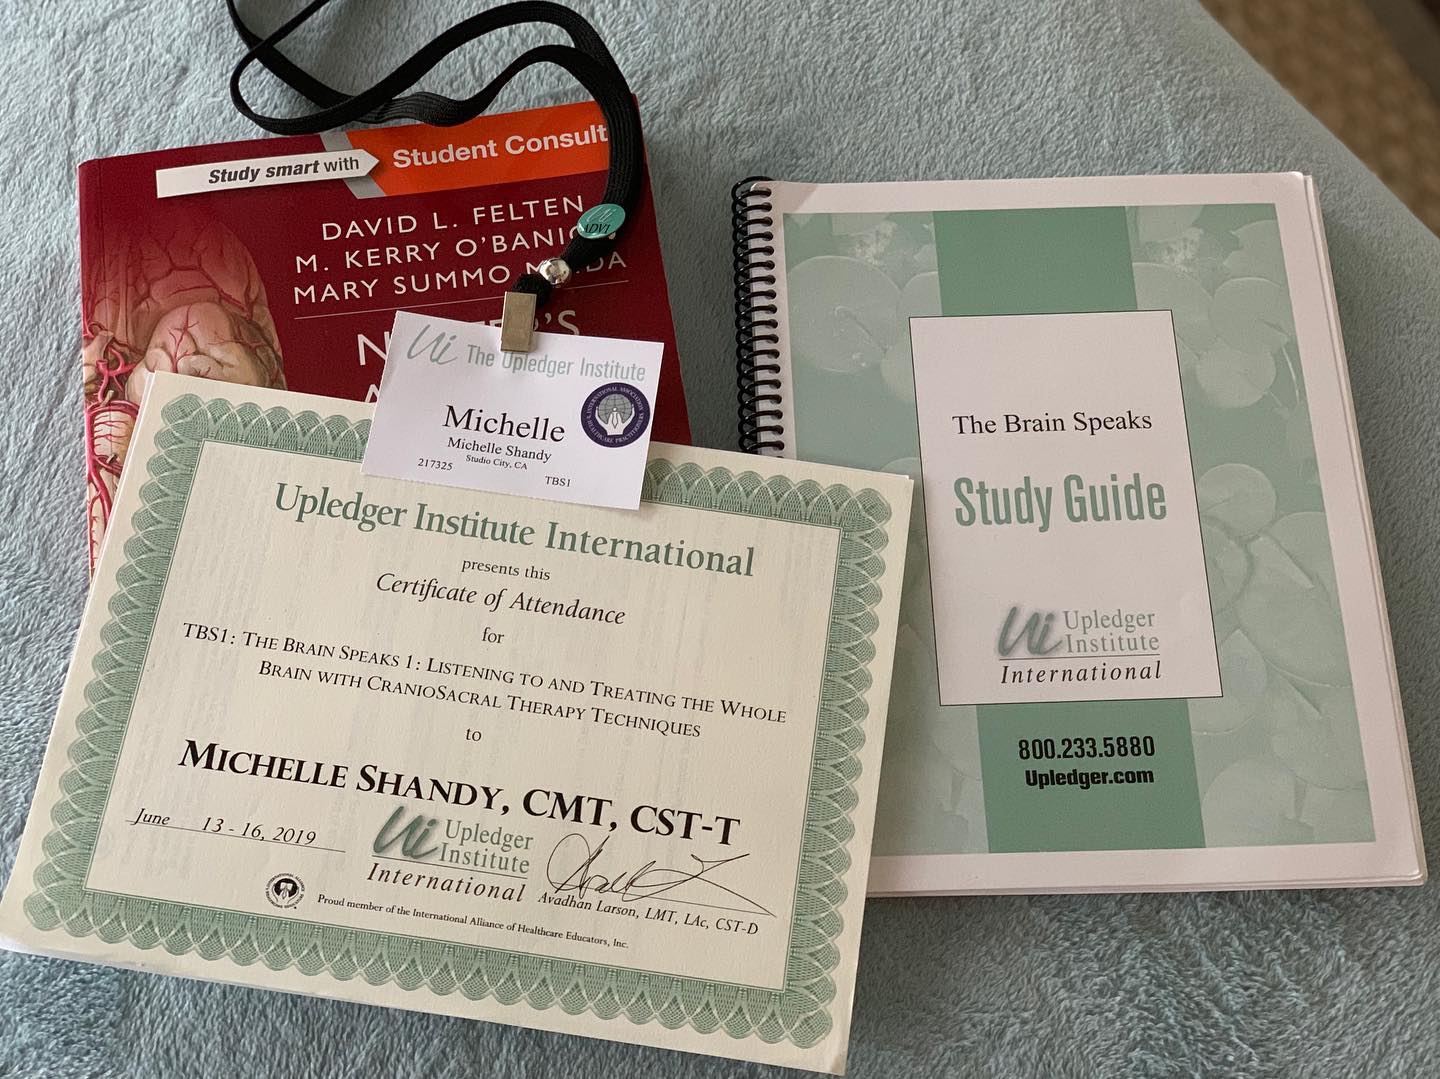 Study smart with
Student Consult
DAVID L. FELTEN
M. KERRY O'BANION
MARY SUMMO
Ui The Upledger Institute
Michelle
Michelle Shandy
Studio City, CA
217325
TBS1
INTERNATIONAL ASSOCIATION
HEALTHCARE PRACTITIONERS
Upledger Institute International
presents this
Certificate of Attendance
for
TBS1: THE BRAIN SPEAKS 1: LISTENING TO AND TREATING THE WHOLE
BRAIN WITH CRANIOSACRAL THERAPY TECHNIQUES
to
MICHELLE SHANDY, CMT, CST-T
June 13 - 16, 2019
Ui Upledger
Institute
International
Avadhan Larson, LMT, LAc, CST-D
Proud member of the International Alliance of Healthcare Educators, Inc.
The Brain Speaks
Study Guide
Ui Upledger
Institute
International
800.233.5880
Upledger.com